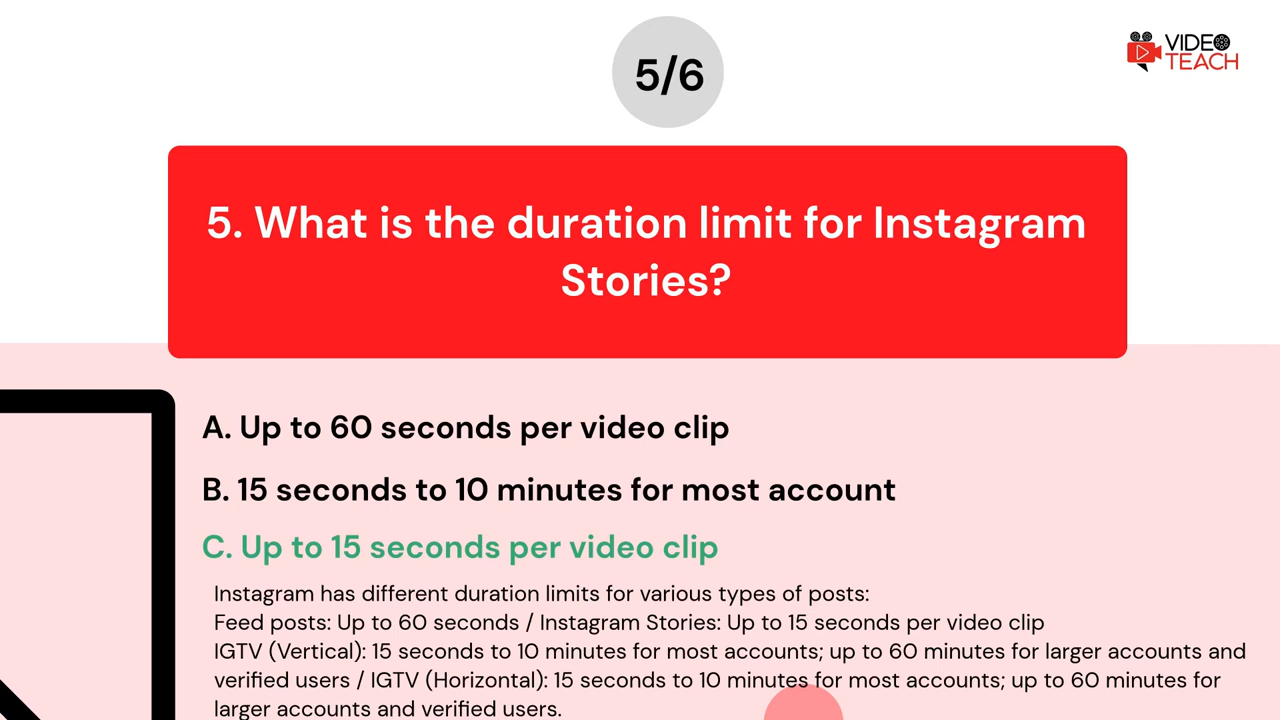 5/6
VIDEO
TEACH
5. What is the duration limit for Instagram
Stories?
A. Up to 60 seconds per video clip
B. 15 seconds to 10 minutes for most account
C. Up to 15 seconds per video clip
Instagram has different duration limits for various types of posts:
Feed posts: Up to 60 seconds / Instagram Stories: Up to 15 seconds per video clip
IGTV (Vertical): 15 seconds to 10 minutes for most accounts; up to 60 minutes for larger accounts and
verified users / IGTV (Horizontal): 15 seconds to 10 minutes for most accounts; up to 60 minutes for
larger accounts and verified users.